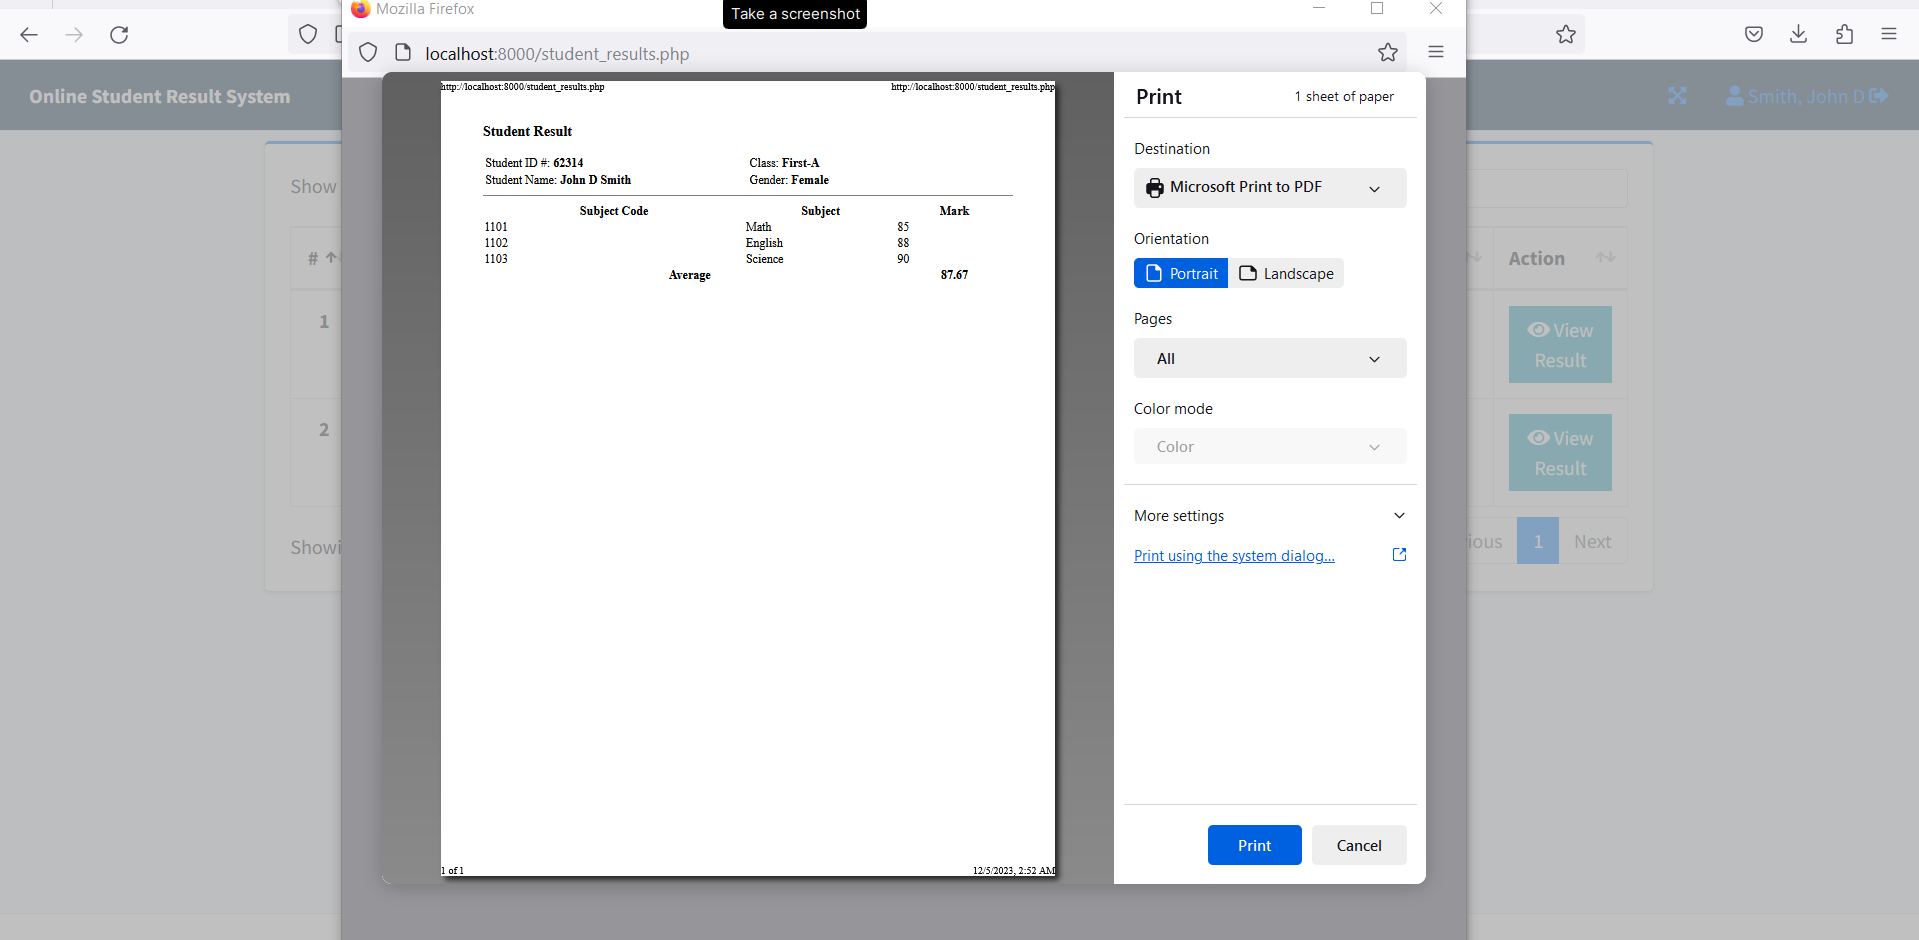 Mozilla Firefox
Take a screenshot
localhost:8000/student_results.php
Online Student Result System
Smith, John D
Show
# 
1
2
Showi
http://localhost:8000/student_results.php http://localhost:8000/student_results.php
Student Result
Student ID #: 62314 Class: First-A
Student Name: John D Smith Gender: Female
Subject Code Subject Mark
1101 Math 85
1102 English 88
1103 Science 90
Average 87.67
1 of 1 12/5/2023, 2:52 AM
Print 1 sheet of paper
Destination
Microsoft Print to PDF
Orientation
Portrait Landscape
Pages
All
Color mode
Color
More settings
Print using the system dialog...
Print Cancel
Action
View
Result
View
Result
ious 1 Next